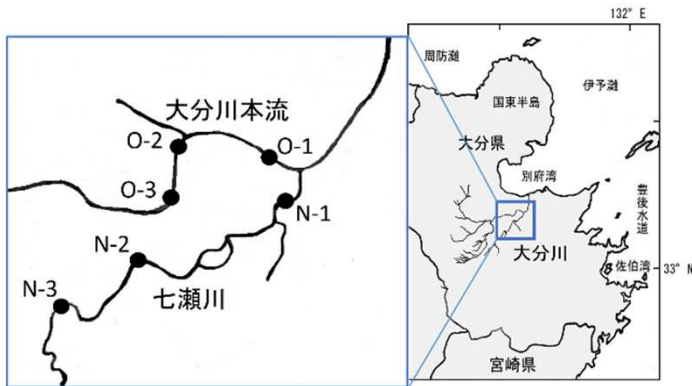 大分川本流
O-2
O-1
O-3
N-1
N-2
七瀬川
N-3
132° E
周防灘
国東半島
伊予灘
大分県
別府湾
豊後水道
大分川
佐伯湾
33° N
宮崎県